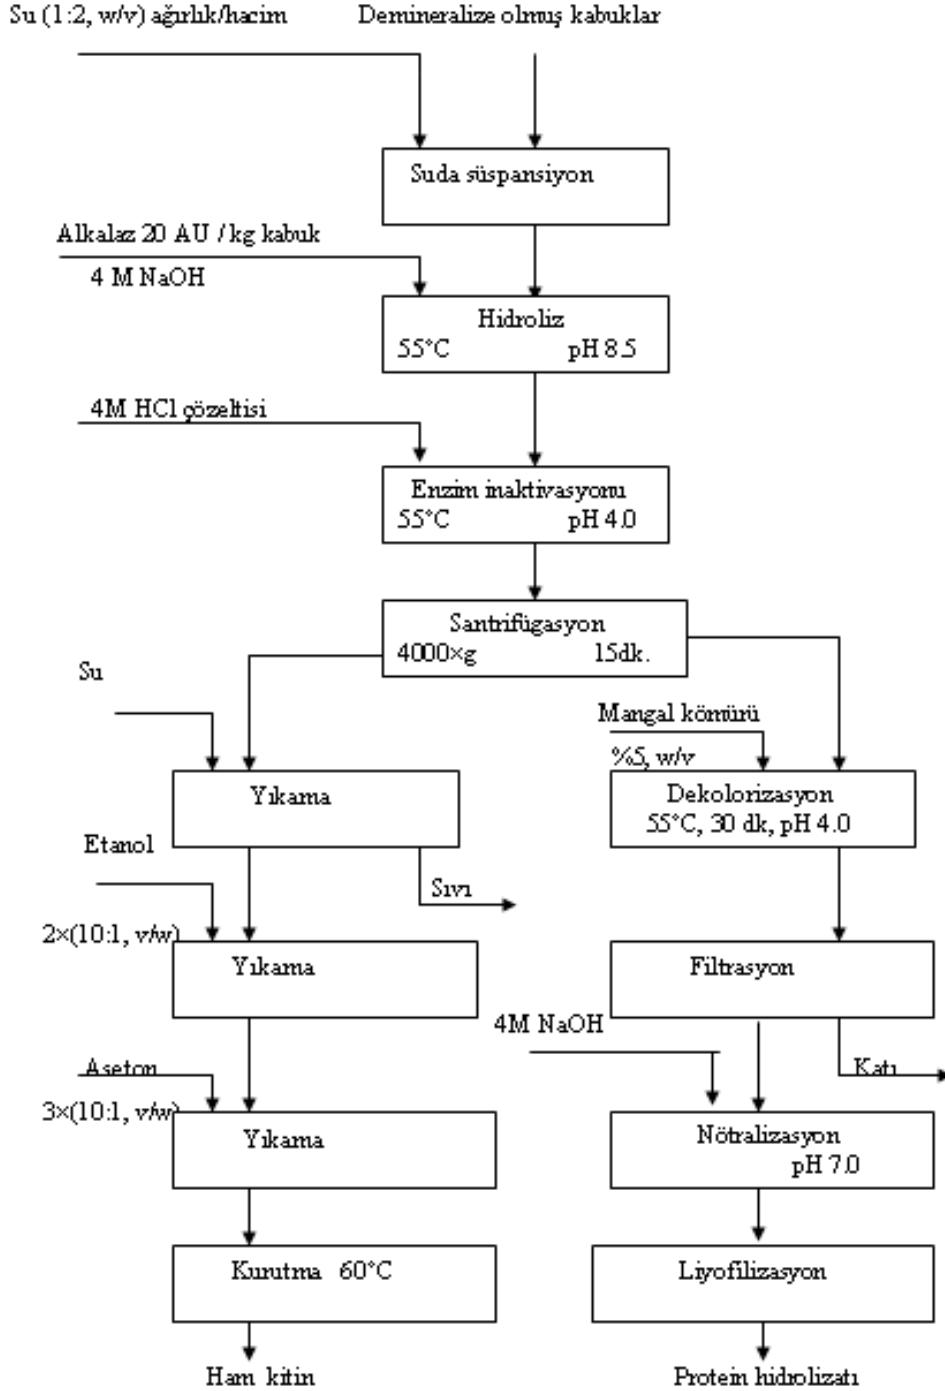 Su (1:2, w/v) ağırlık/hacim
Demineralize olmuş kabuklar
Suda süspansiyon
Alkalaz 20 AU / kg kabuk
4 M NaOH
Hidroliz
55°C pH 8.5
4M HCl çözeltisi
Enzim inaktivasyonu
55°C pH 4.0
Santrifügasyon
4000×g 15dk.
Su
Yıkama
Sıvı
Etanol
2×(10:1, v/w)
Yıkama
Aseton
3×(10:1, v/w)
Yıkama
Kurutma 60°C
Ham kitin
Mangal kömürü
%5, w/v
Dekolorizasyon
55°C, 30 dk, pH 4.0
Filtrasyon
Katı
4M NaOH
Nötralizasyon
pH 7.0
Liyofilizasyon
Protein hidrolizatı